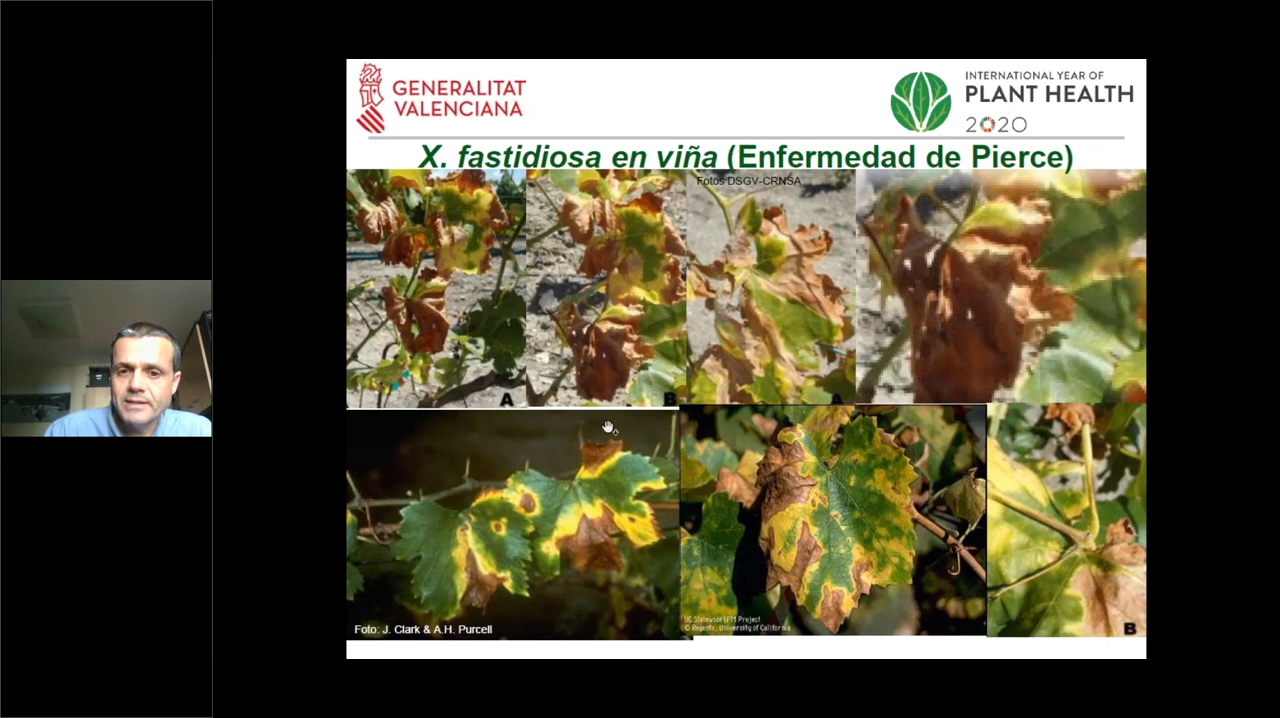 GENERALITAT
VALENCIANA
INTERNATIONAL YEAR OF
PLANT HEALTH
2020
X. fastidiosa en viña (Enfermedad de Pierce)
Fotos DSGV-CRNSA
A
B
A
Foto: J. Clark & A.H. Purcell
UC Statewide IPM Project
© Regents, University of California
B